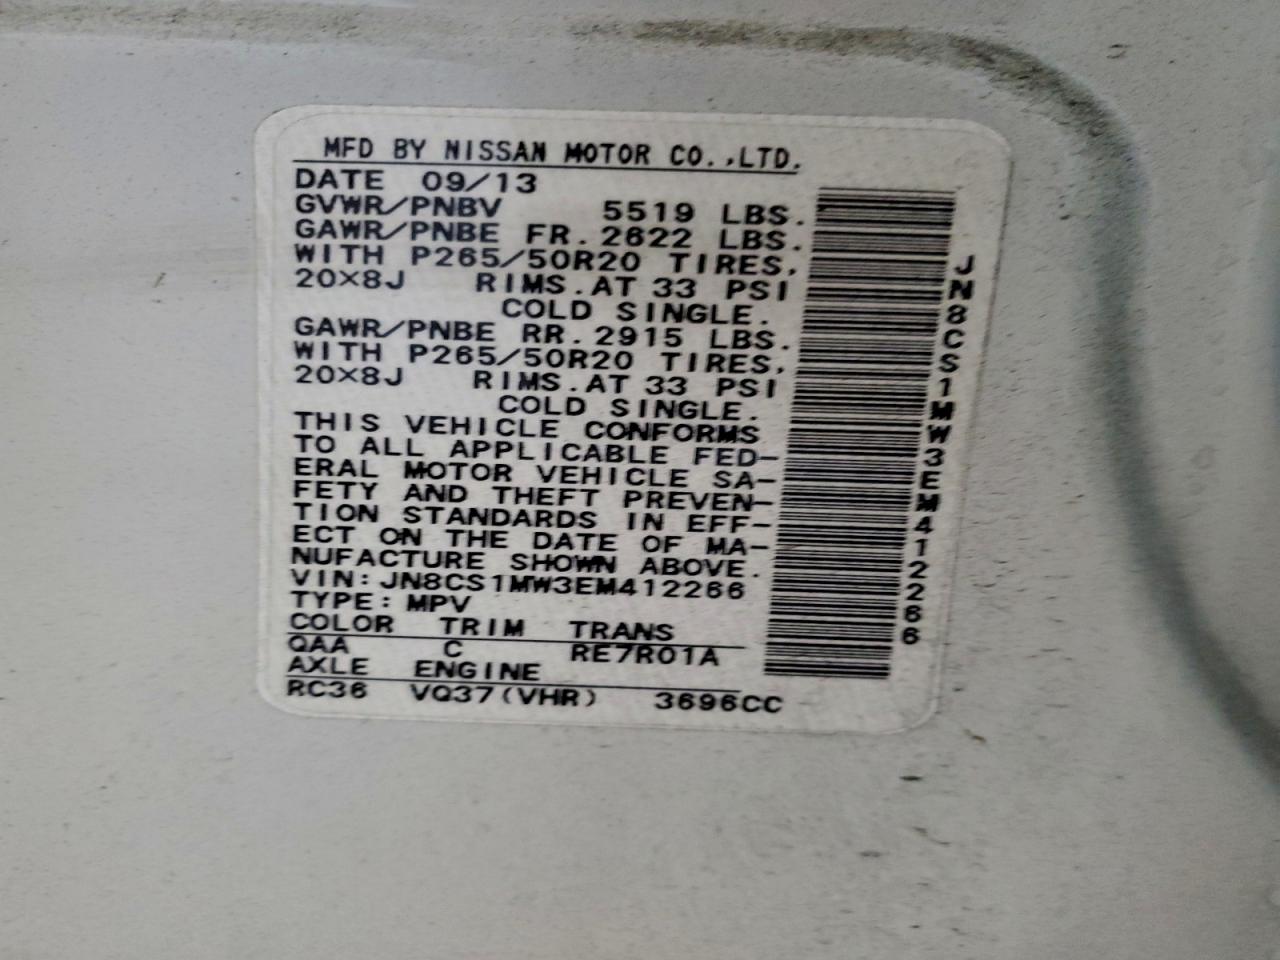 MFD BY NISSAN MOTOR CO.,LTD.
DATE 09/13
GVWR/PNBV 5519 LBS.
GAWR/PNBE FR.2622 LBS.
WITH P265/50R20 TIRES,
20X8J RIMS.AT 33 PSI
COLD SINGLE.
GAWR/PNBE RR.2915 LBS.
WITH P265/50R20 TIRES,
20X8J RIMS.AT 33 PSI
COLD SINGLE.
THIS VEHICLE CONFORMS
TO ALL APPLICABLE FED-
ERAL MOTOR VEHICLE SA-
FETY AND THEFT PREVEN-
TION STANDARDS IN EFF-
ECT ON THE DATE OF MA-
NUFACTURE SHOWN ABOVE.
VIN:JN8CS1MW3EM412266
TYPE:MPV
COLOR TRIM TRANS
QAA C RE7R01A
AXLE ENGINE
RC36 VQ37(VHR) 3696CC
JN8CS1MW3EM412266